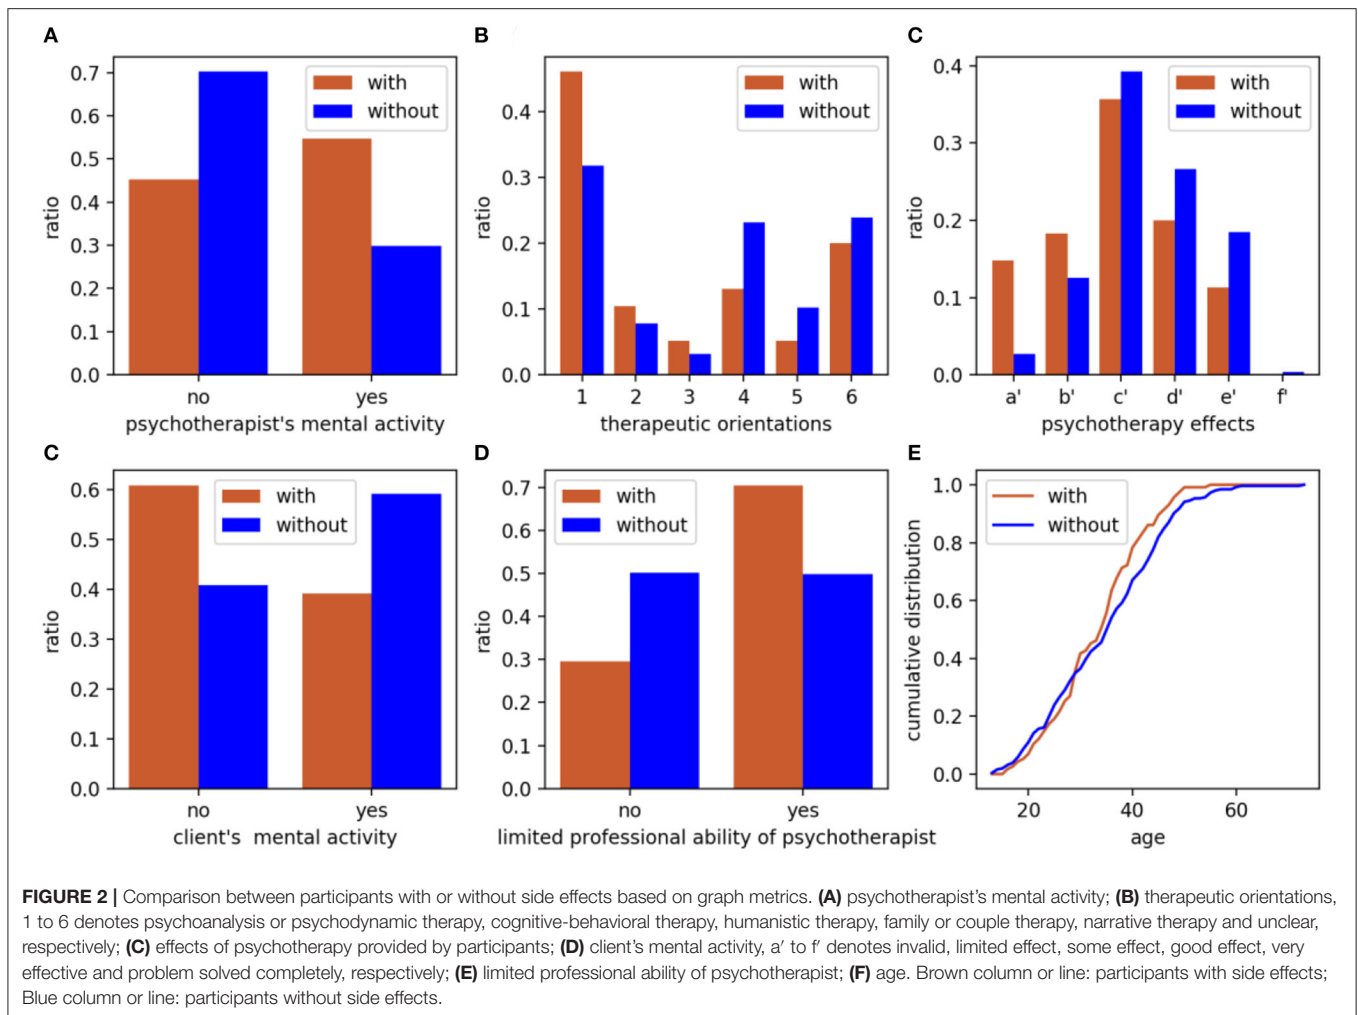 A
0.7
0.6
0.5
0.4
0.3
0.2
0.1
0.0
ratio
with
without
no yes
psychotherapist's mental activity
B
0.4
0.3
0.2
0.1
0.0
ratio
with
without
1 2 3 4 5 6
therapeutic orientations
C
0.4
0.3
0.2
0.1
0.0
ratio
with
without
a' b' c' d' e' f'
psychotherapy effects
C
0.6
0.5
0.4
0.3
0.2
0.1
0.0
ratio
with
without
no yes
client's  mental activity
D
0.7
0.6
0.5
0.4
0.3
0.2
0.1
0.0
ratio
with
without
no yes
limited professional ability of psychotherapist
E
1.0
0.8
0.6
0.4
0.2
0.0
cumulative distribution
with
without
20 40 60
age
FIGURE 2 | Comparison between participants with or without side effects based on graph metrics. (A) psychotherapist's mental activity; (B) therapeutic orientations,
1 to 6 denotes psychoanalysis or psychodynamic therapy, cognitive-behavioral therapy, humanistic therapy, family or couple therapy, narrative therapy and unclear,
respectively; (C) effects of psychotherapy provided by participants; (D) client's mental activity, a′ to f′ denotes invalid, limited effect, some effect, good effect, very
effective and problem solved completely, respectively; (E) limited professional ability of psychotherapist; (F) age. Brown column or line: participants with side effects;
Blue column or line: participants without side effects.